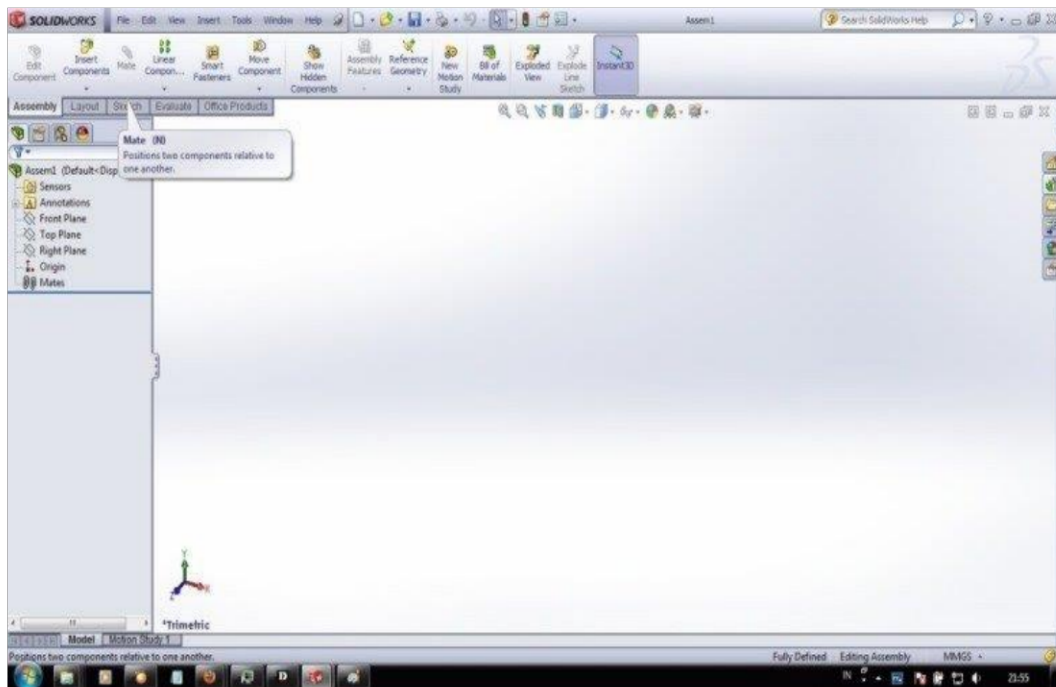 SOLIDWORKS File Edit View Insert Tools Window Help Assem1 Search SolidWorks Help
Edit Component
Insert Components
Mate
Linear Compon...
Smart Fasteners
Move Component
Show Hidden Components
Assembly Features
Reference Geometry
New Motion Study
Bill of Materials
Exploded View
Explode Line Sketch
Instant3D
Assembly Layout Sketch Evaluate Office Products
Mate (N)
Positions two components relative to
one another.
Assem1 (Default<Disp
Sensors
Annotations
Front Plane
Top Plane
Right Plane
Origin
Mates
Y
X
Z
*Trimetric
Model Motion Study 1
Positions two components relative to one another. Fully Defined Editing Assembly MMGS
IN 21:55